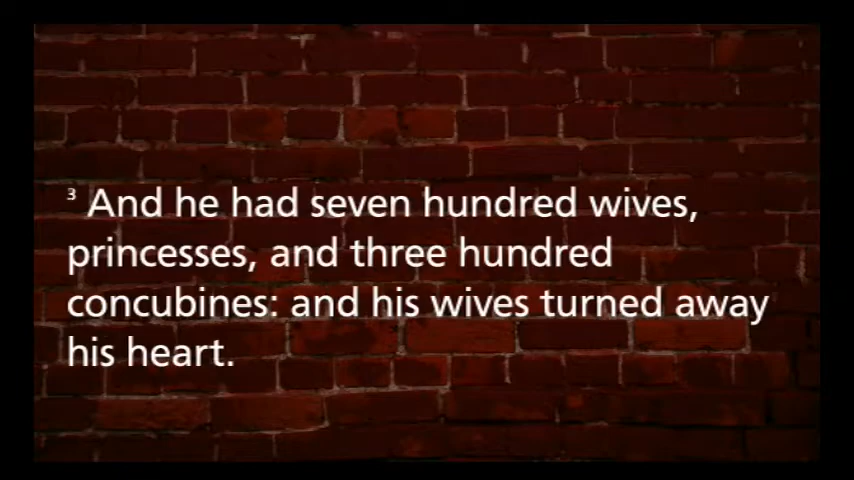 ³ And he had seven hundred wives,
princesses, and three hundred
concubines: and his wives turned away
his heart.